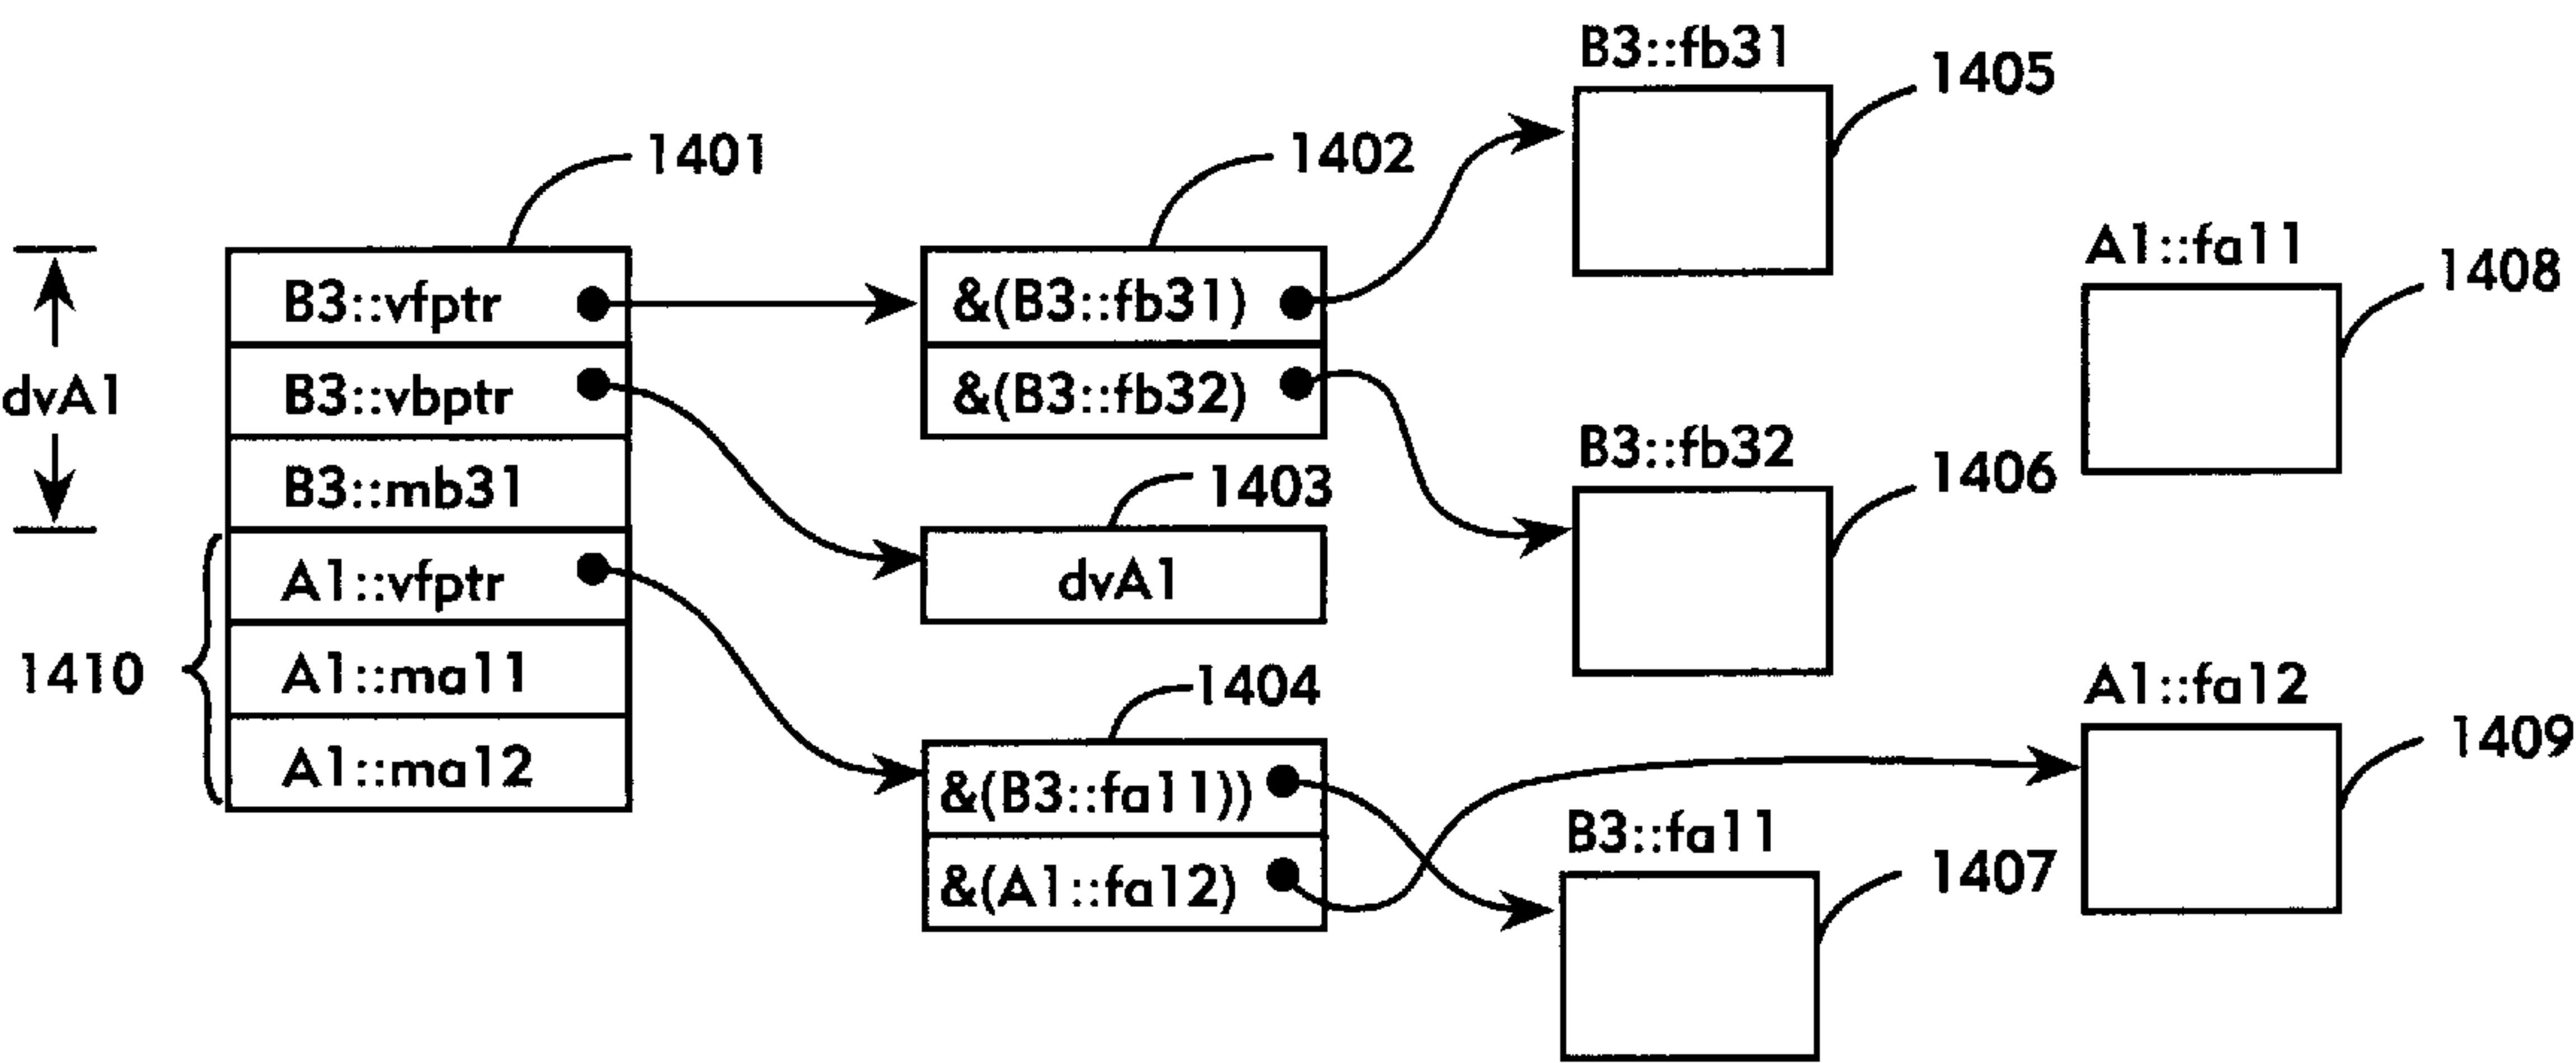 B3::fb31
1405
1401
1402
A1::fa11
1408
B3::vfptr
&(B3::fb31)
dvA1
B3::vbptr
&(B3::fb32)
B3::fb32
1406
B3::mb31
1403
A1::vfptr
dvA1
1410
A1::ma11
1404
A1::fa12
1409
A1::ma12
&(B3::fa11))
B3::fa11
1407
&(A1::fa12)